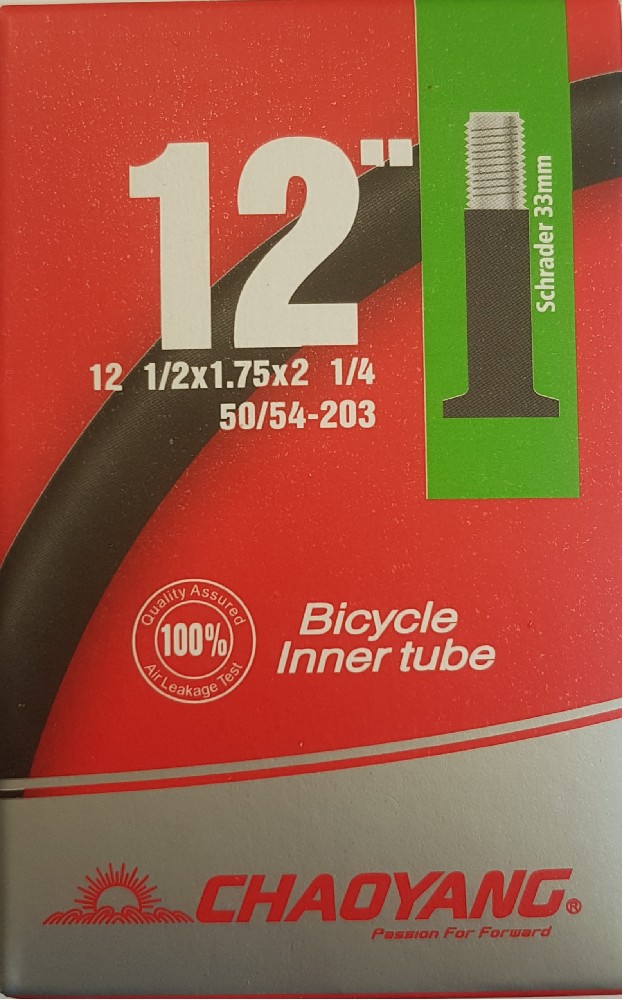 12"
Schrader 33mm
12 1/2x1.75x2 1/4
50/54-203
Quality Assured
100%
Air Leakage Test
Bicycle
Inner tube
CHAOYANG®
Passion For Forward